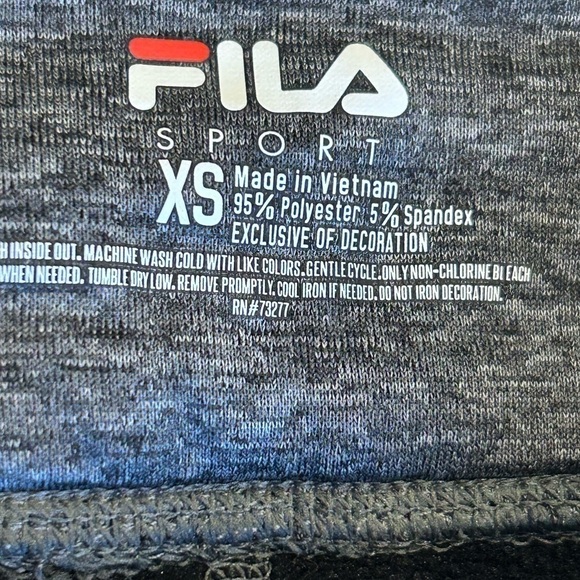 FILA
SPORT
XS
Made in Vietnam
95% Polyester 5% Spandex
EXCLUSIVE OF DECORATION
INSIDE OUT. MACHINE WASH COLD WITH LIKE COLORS. GENTLE CYCLE. ONLY NON-CHLORINE BLEACH
WHEN NEEDED. TUMBLE DRY LOW. REMOVE PROMPTLY. COOL IRON IF NEEDED. DO NOT IRON DECORATION.
RN#73277